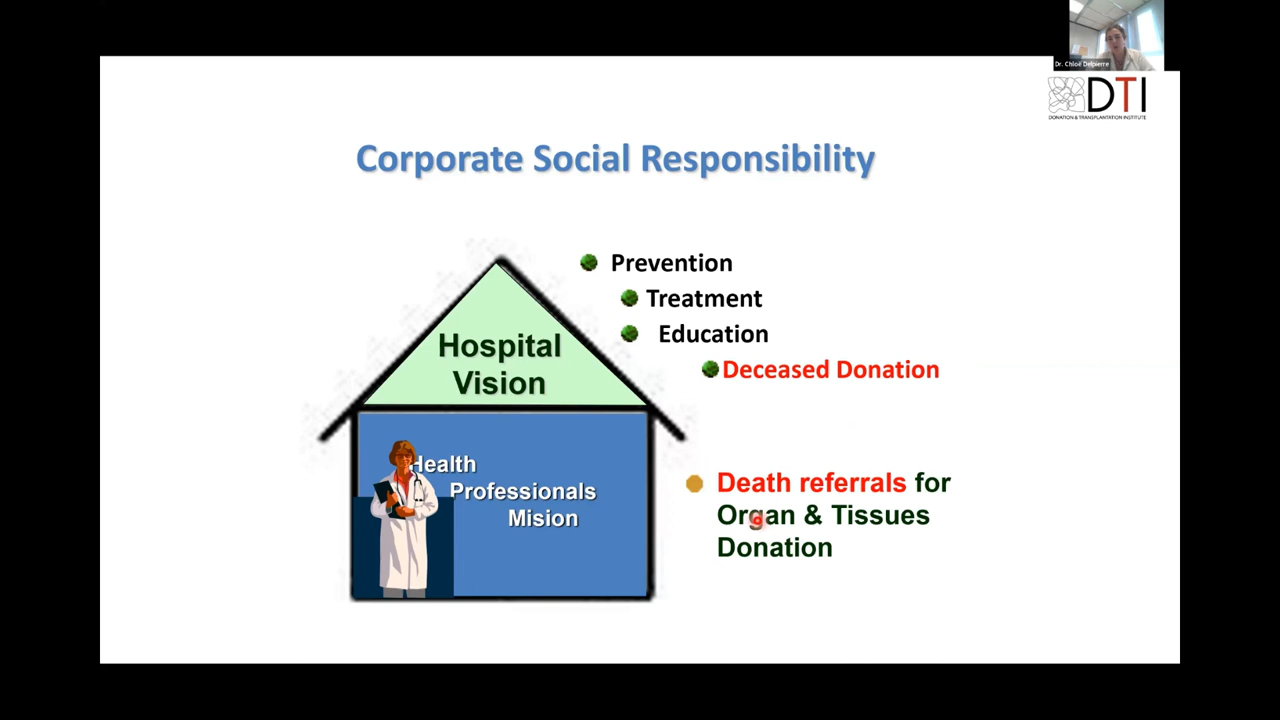 Dr. Chloë Delpierre
DTI
DONATION & TRANSPLANTATION INSTITUTE
Corporate Social Responsibility
Prevention
Treatment
Education
Deceased Donation
Hospital
Vision
Health
Professionals
Mision
Death referrals for
Organ & Tissues
Donation